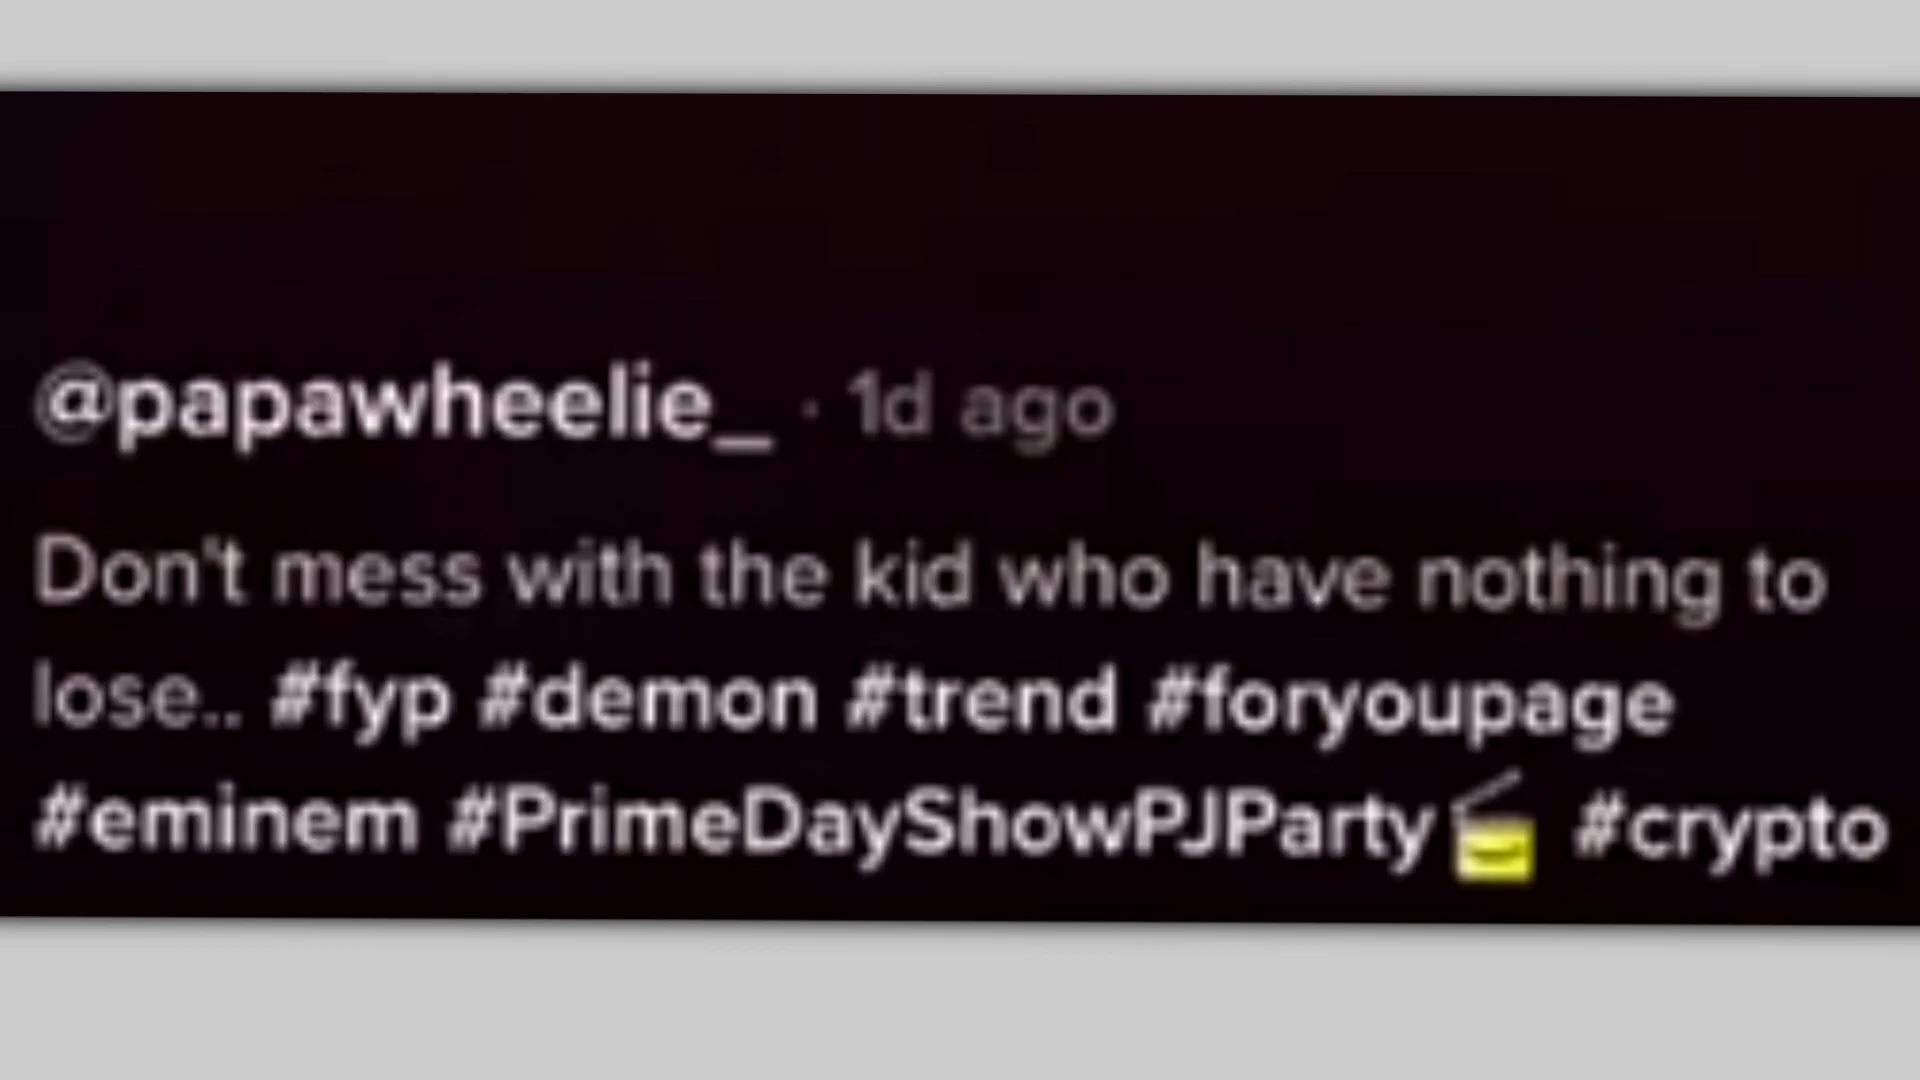 @papawheelie_ · 1d ago
Don't mess with the kid who have nothing to
lose.. #fyp #demon #trend #foryoupage
#eminem #PrimeDayShowPJParty #crypto